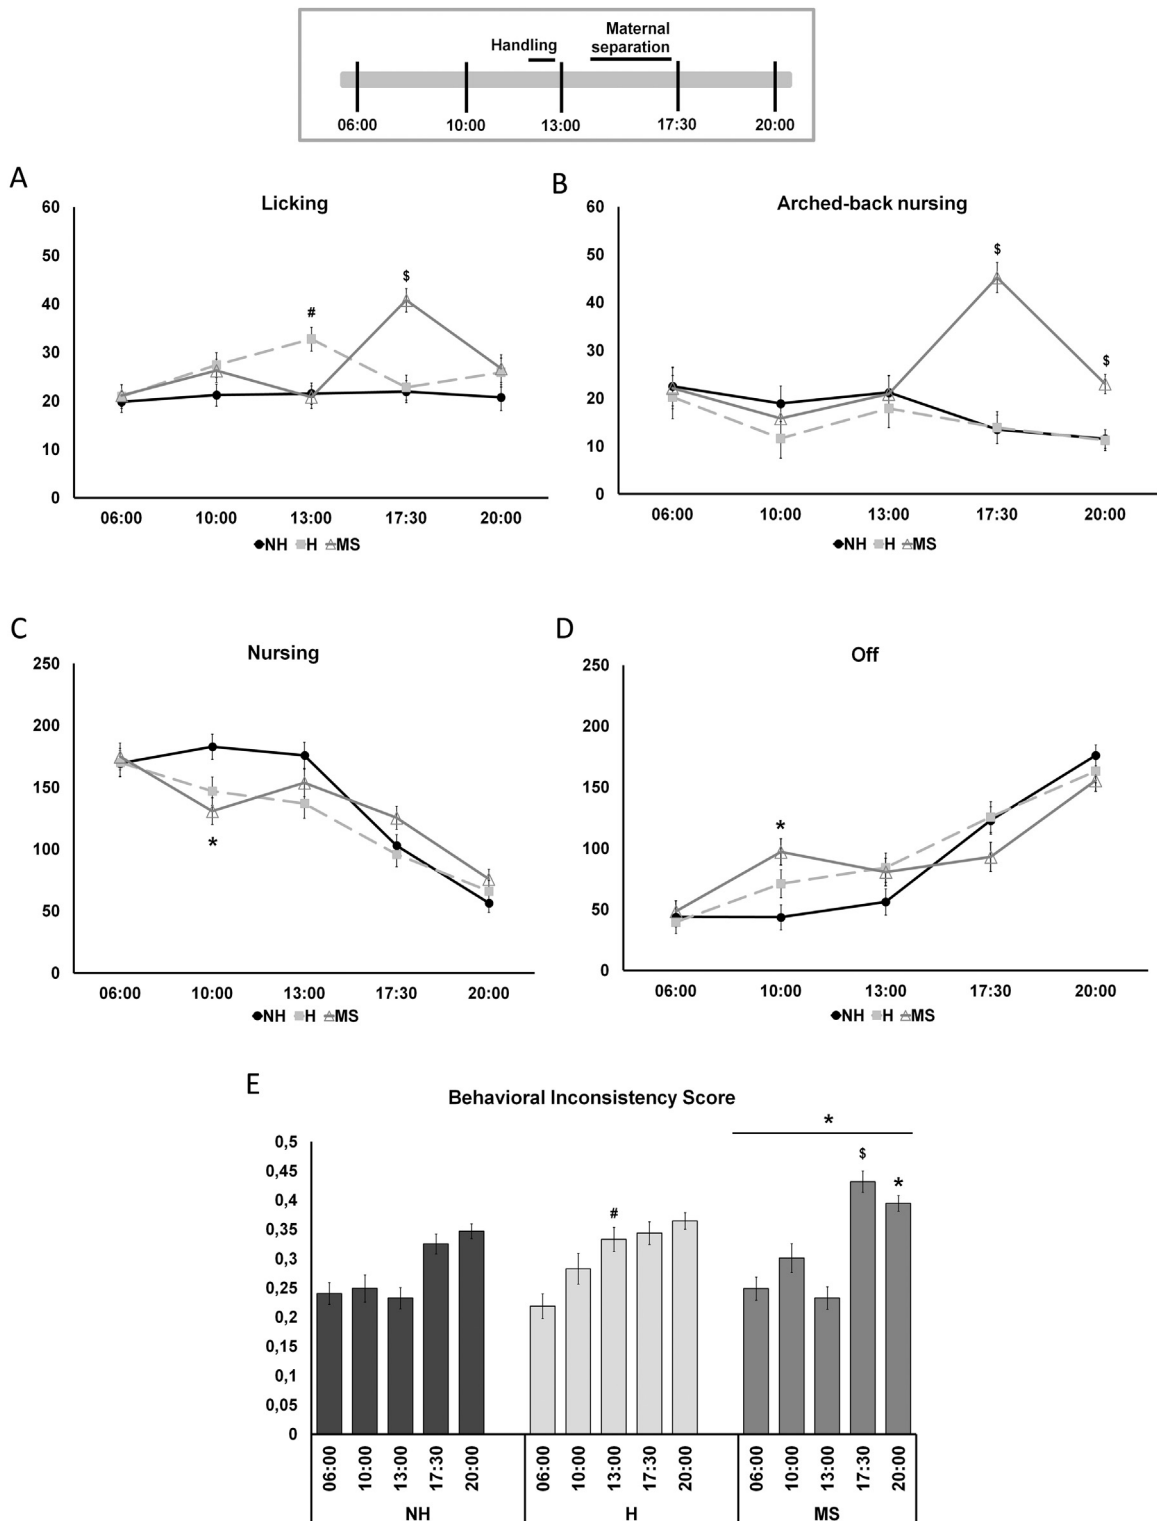 Handling
Maternal
separation
06:00 10:00 13:00 17:30 20:00
A
Licking
60
50
40
30
20
10
0
#
$
06:00 10:00 13:00 17:30 20:00
NH H MS
B
Arched-back nursing
60
50
40
30
20
10
0
$
$
06:00 10:00 13:00 17:30 20:00
NH H MS
C
Nursing
250
200
150
100
50
0
*
06:00 10:00 13:00 17:30 20:00
NH H MS
D
Off
250
200
150
100
50
0
*
06:00 10:00 13:00 17:30 20:00
NH H MS
E
Behavioral Inconsistency Score
0,5
0,45
0,4
0,35
0,3
0,25
0,2
0,15
0,1
0,05
0
#
*
$
*
06:00 10:00 13:00 17:30 20:00 06:00 10:00 13:00 17:30 20:00 06:00 10:00 13:00 17:30 20:00
NH H MS